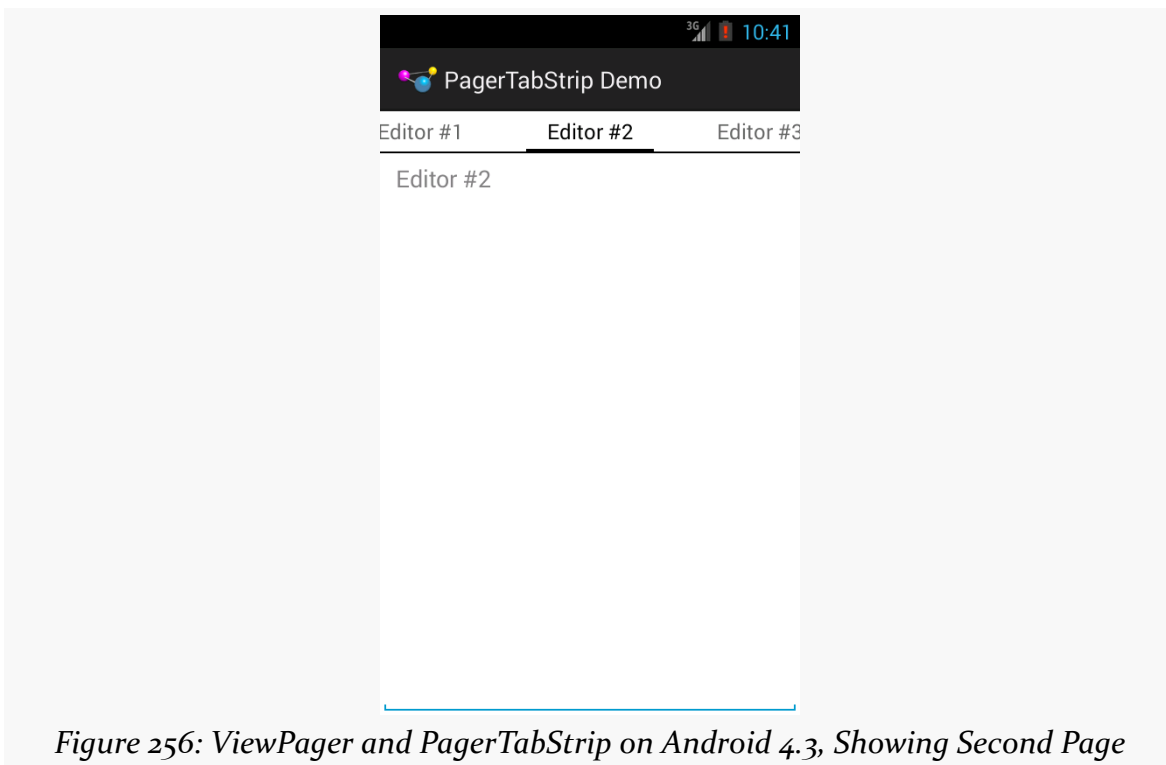 3G 10:41
PagerTabStrip Demo
Editor #1 Editor #2 Editor #3
Editor #2
Figure 256: ViewPager and PagerTabStrip on Android 4.3, Showing Second Page